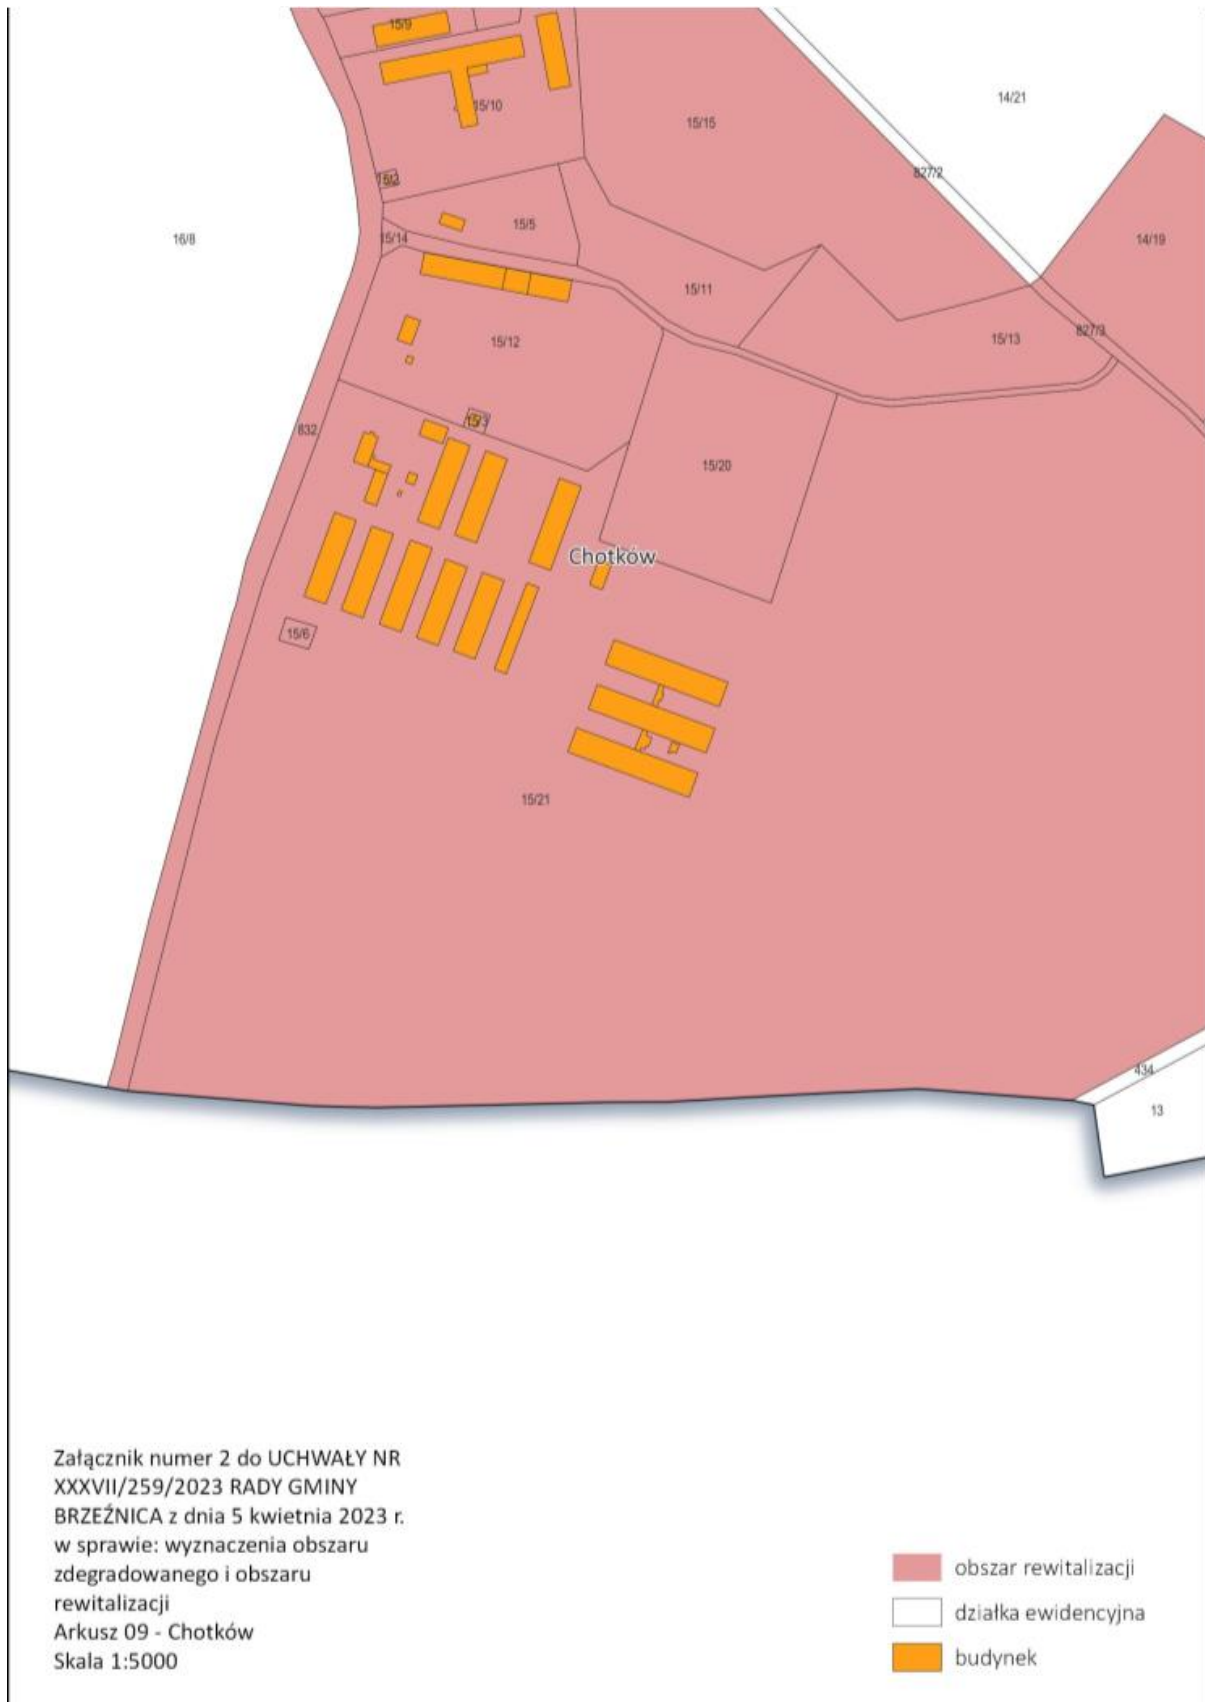 15/9
15/10
14/21
15/15
827/2
15/2
15/5
16/8
15/14
14/19
15/11
827/3
15/12
15/13
15/3
832
15/20
Chotków
15/6
15/21
434
13
Załącznik numer 2 do UCHWAŁY NR
XXXVII/259/2023 RADY GMINY
BRZEŹNICA z dnia 5 kwietnia 2023 r.
w sprawie: wyznaczenia obszaru
zdegradowanego i obszaru
rewitalizacji
Arkusz 09 - Chotków
Skala 1:5000
obszar rewitalizacji
działka ewidencyjna
budynek